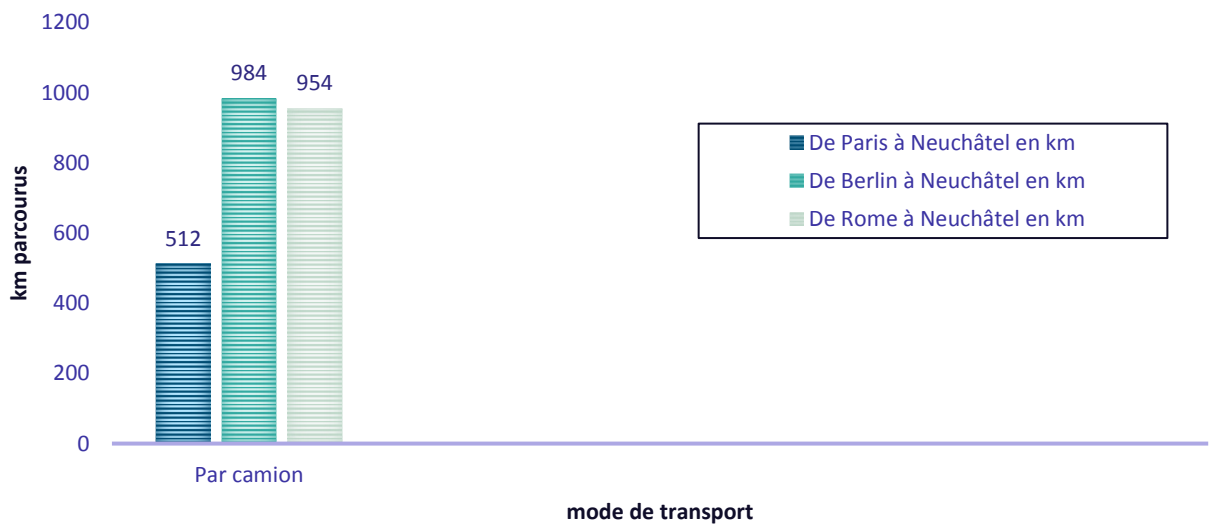 1200
1000
800
600
400
200
0
km parcourus
512
984
954
De Paris à Neuchâtel en km
De Berlin à Neuchâtel en km
De Rome à Neuchâtel en km
Par camion
mode de transport